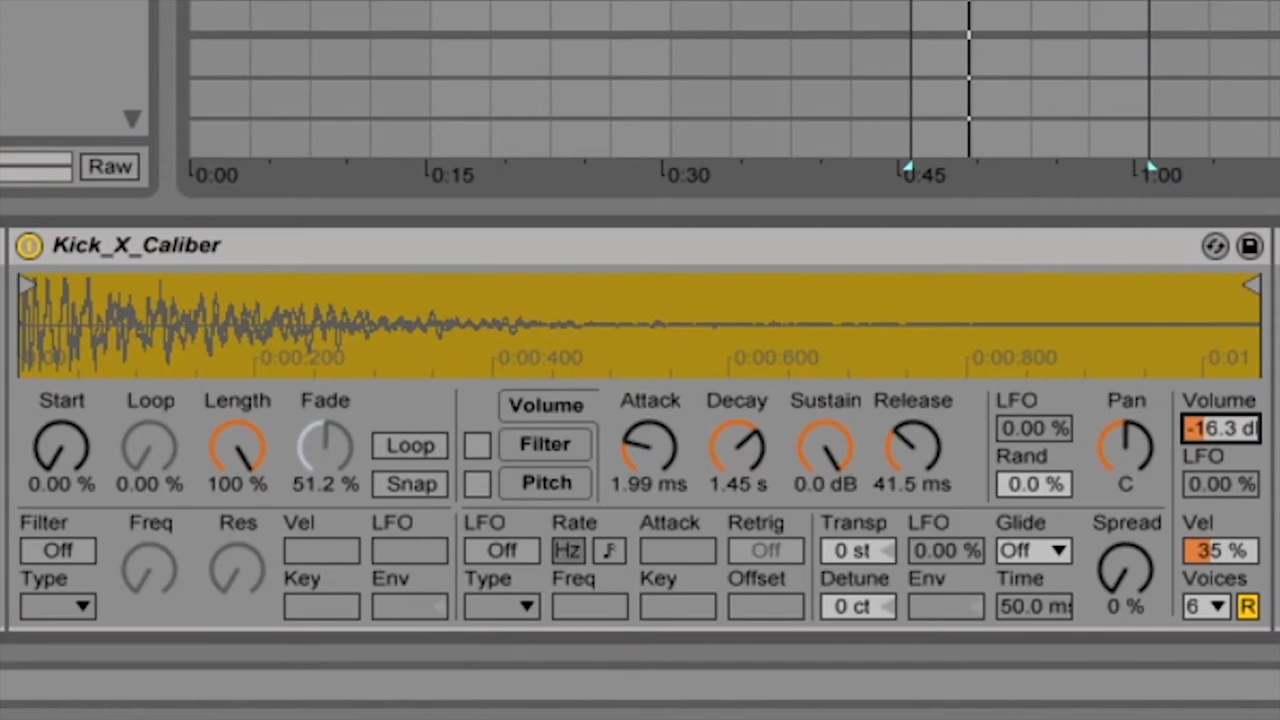 Raw
0:00 0:15 0:30 0:45 1:00
Kick_X_Caliber
0:00:200 0:00:400 0:00:600 0:00:800 0:01
Start Loop Length Fade Volume Attack Decay Sustain Release LFO Pan Volume
0.00 % -16.3 d
Loop Filter Rand LFO
0.00 % 0.00 % 100 % 51.2 % Snap Pitch 1.99 ms 1.45 s 0.0 dB 41.5 ms 0.0 % C 0.00 %
Filter Freq Res Vel LFO LFO Rate Attack Retrig Transp LFO Glide Spread Vel
Off Off Hz Off 0 st 0.00 % Off 35 %
Type Key Env Type Freq Key Offset Detune Env Time Voices
0 ct 50.0 ms 0 % 6 R